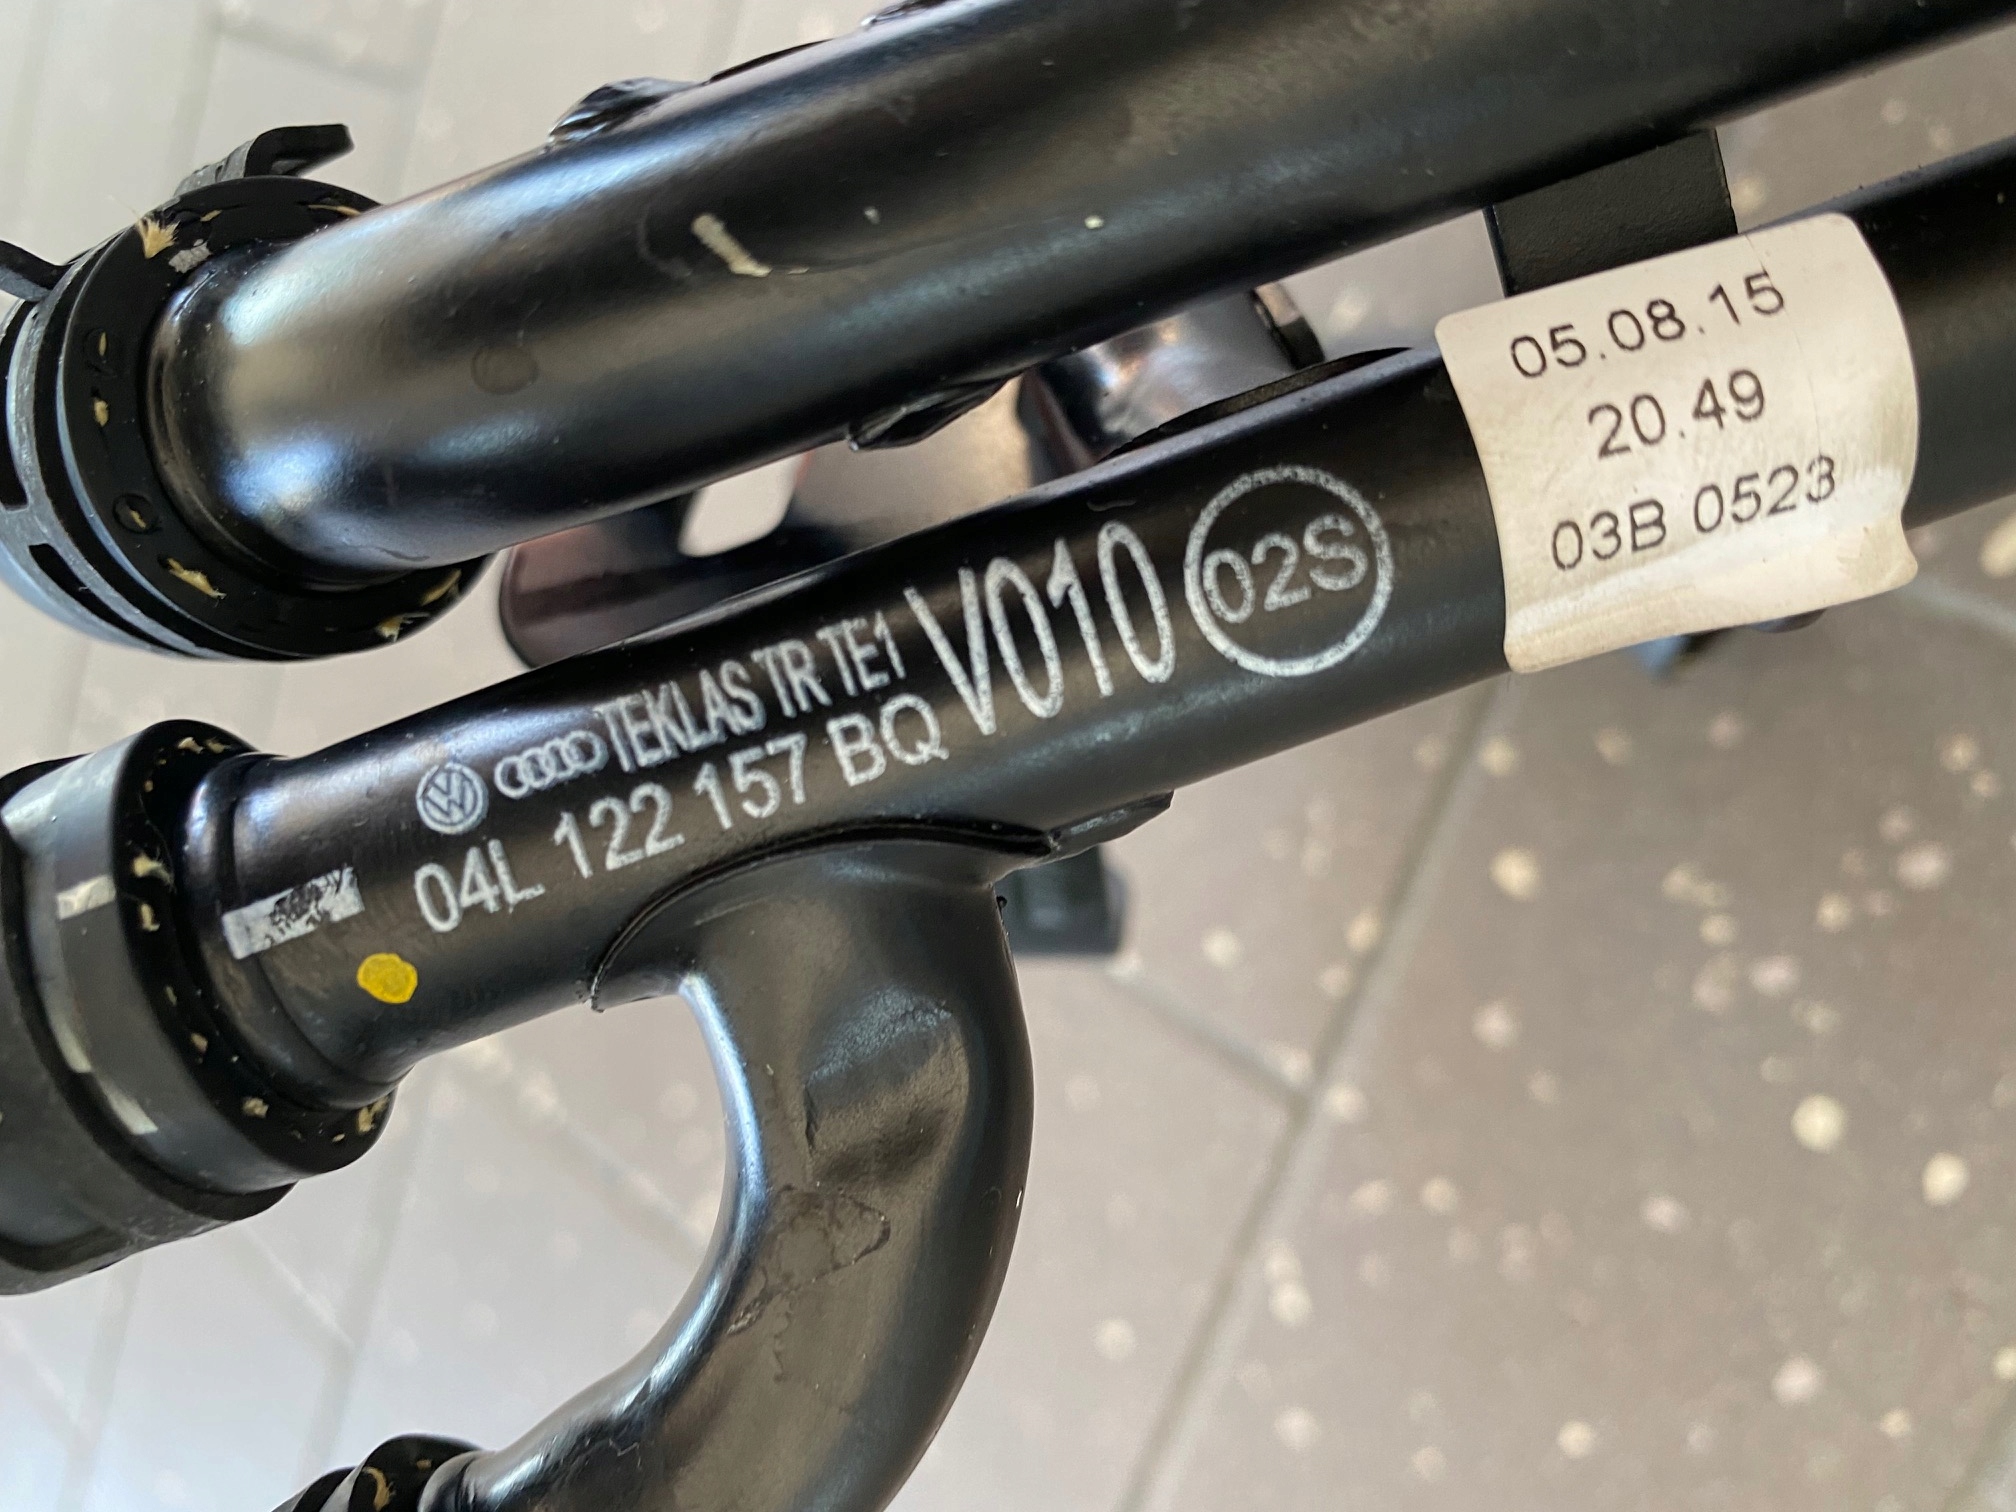 05.08.15
20.49
03B 0523
TEKLAS TR TE1 V010 02S
04L 122 157 BQ